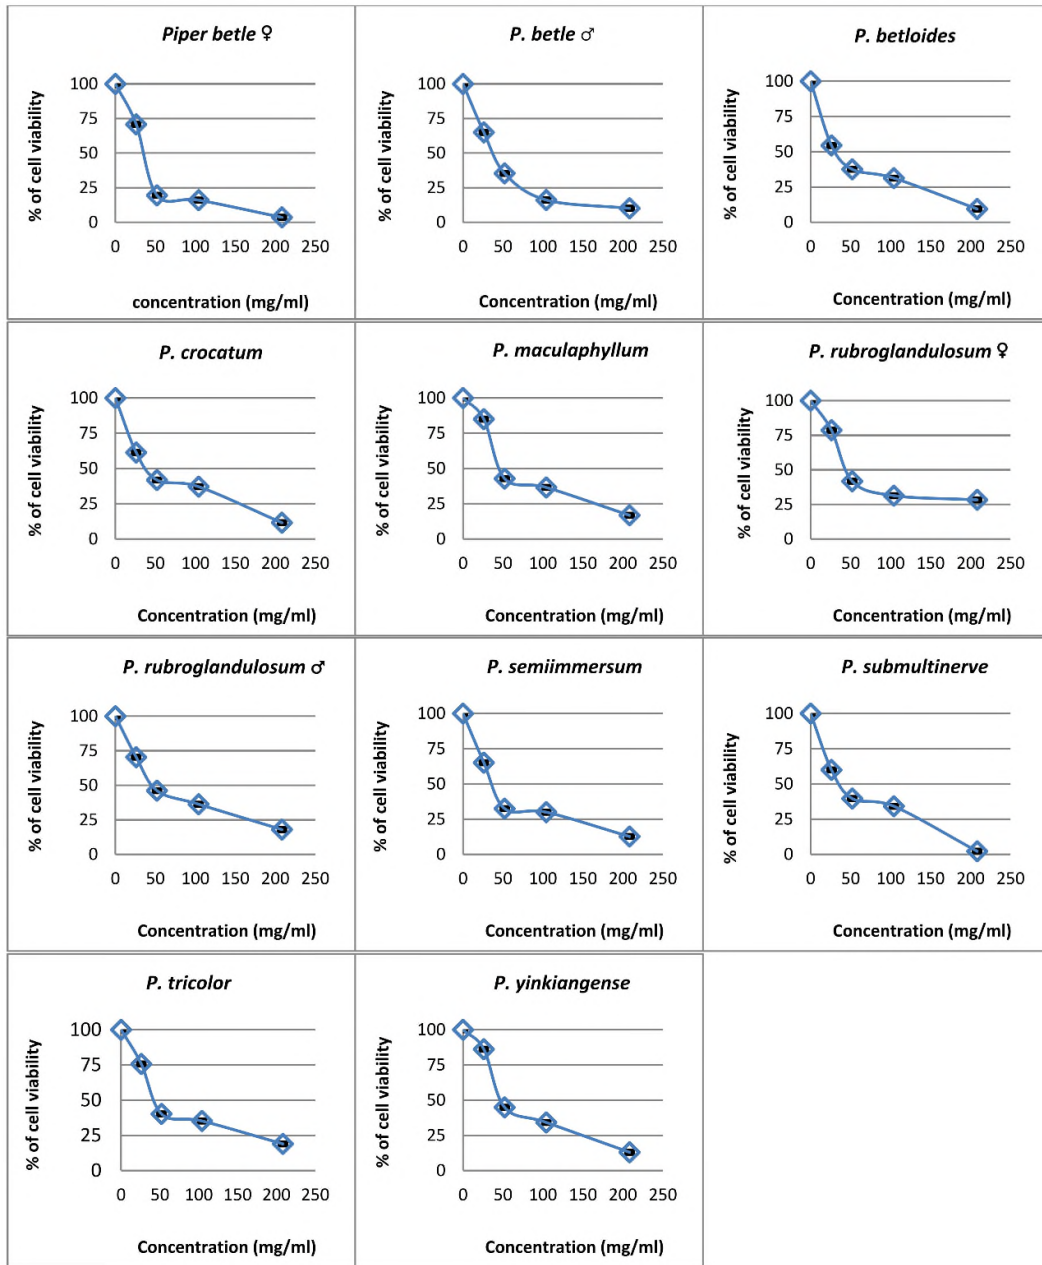 Piper betle ♀
% of cell viability
100
75
50
25
0
0 50 100 150 200 250
concentration (mg/ml)
P. betle ♂
% of cell viability
100
75
50
25
0
0 50 100 150 200 250
Concentration (mg/ml)
P. betloides
% of cell viability
100
75
50
25
0
0 50 100 150 200 250
Concentration (mg/ml)
P. crocatum
% of cell viability
100
75
50
25
0
0 50 100 150 200 250
Concentration (mg/ml)
P. maculaphyllum
% of cell viability
100
75
50
25
0
0 50 100 150 200 250
Concentration (mg/ml)
P. rubroglandulosum ♀
% of cell viability
100
75
50
25
0
0 50 100 150 200 250
Concentration (mg/ml)
P. rubroglandulosum ♂
% of cell viability
100
75
50
25
0
0 50 100 150 200 250
Concentration (mg/ml)
P. semiimmersum
% of cell viability
100
75
50
25
0
0 50 100 150 200 250
Concentration (mg/ml)
P. submultinerve
% of cell viability
100
75
50
25
0
0 50 100 150 200 250
Concentration (mg/ml)
P. tricolor
% of cell viability
100
75
50
25
0
0 50 100 150 200 250
Concentration (mg/ml)
P. yinkiangense
% of cell viability
100
75
50
25
0
0 50 100 150 200 250
Concentration (mg/ml)